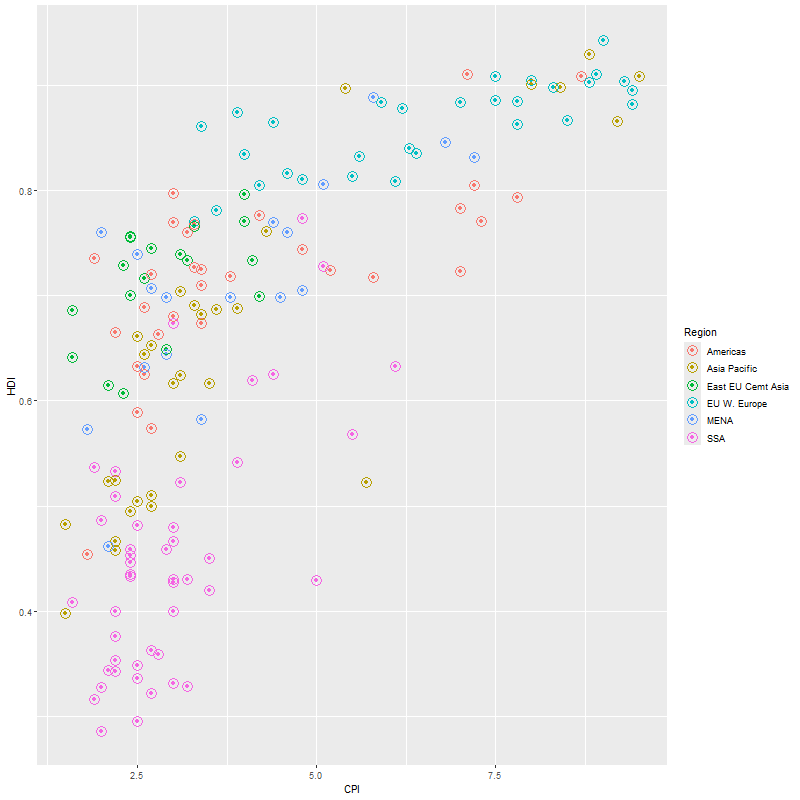 0.8
0.6
0.4
HDI
2.5
5.0
7.5
CPI
Region
Americas
Asia Pacific
East EU Cemt Asia
EU W. Europe
MENA
SSA